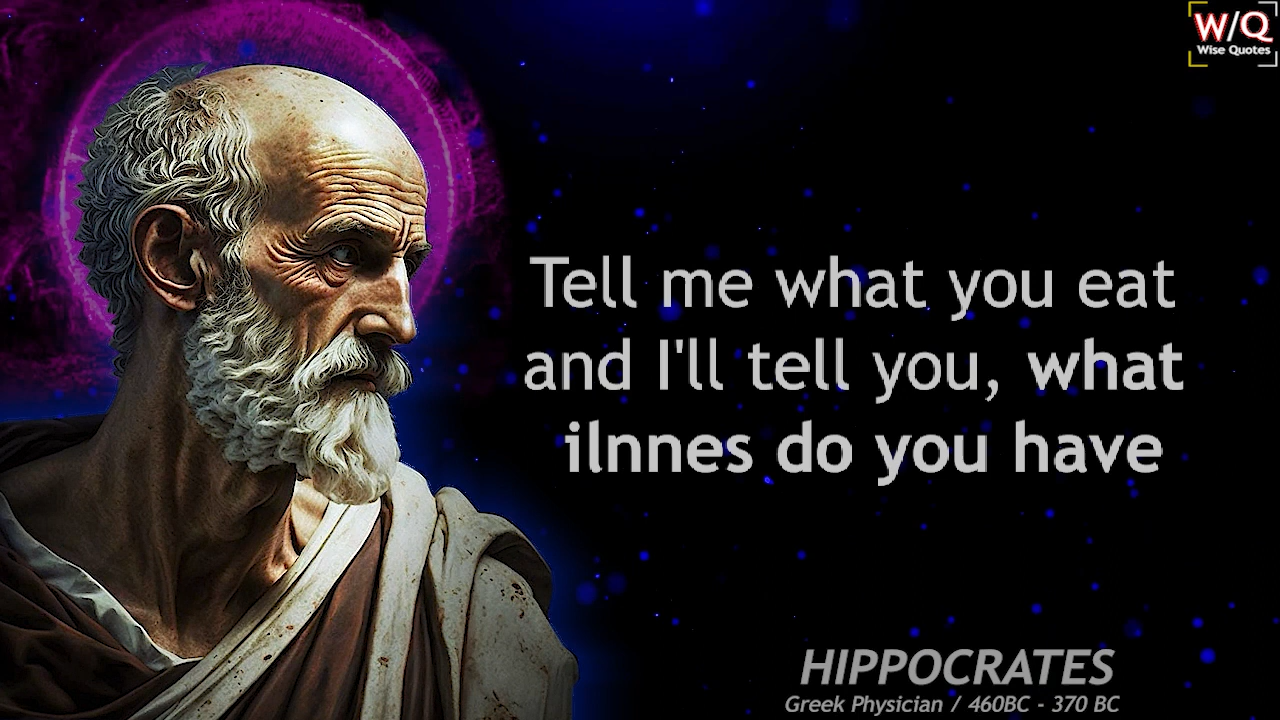 W/Q
Wise Quotes
Tell me what you eat
and I'll tell you, what
ilnnes do you have
HIPPOCRATES
Greek Physician / 460BC - 370 BC